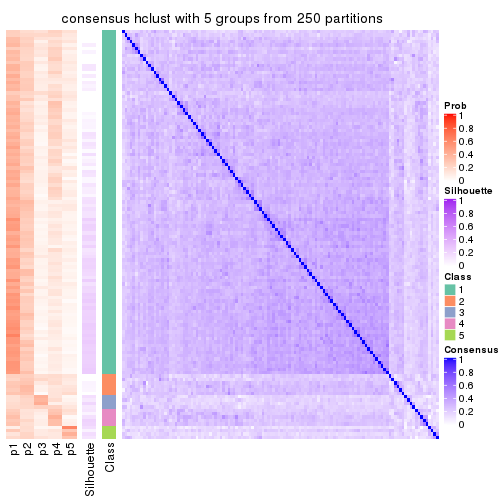 consensus hclust with 5 groups from 250 partitions
p1
p2
p3
p4
p5
Silhouette
Class
Prob
1
0.8
0.6
0.4
0.2
0
Silhouette
1
0.8
0.6
0.4
0.2
0
Class
1
2
3
4
5
Consensus
1
0.8
0.6
0.4
0.2
0